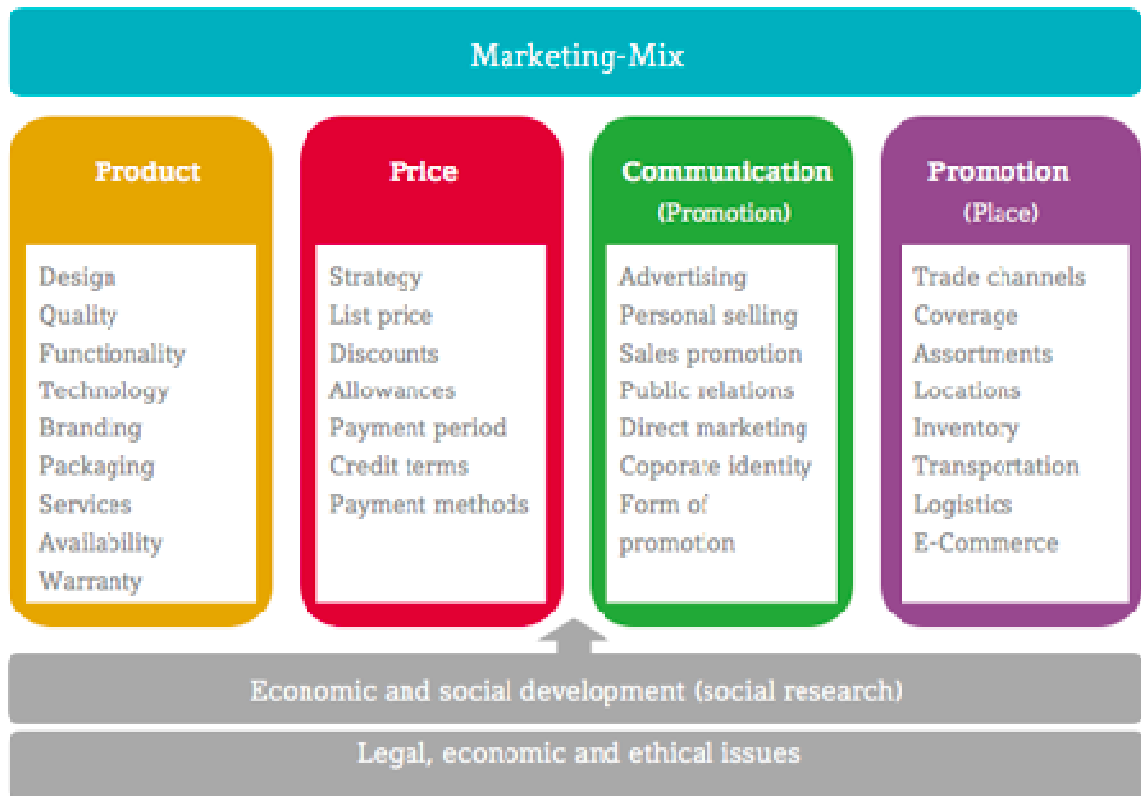 Marketing-Mix
Product
Design
Quality
Functionality
Technology
Branding
Packaging
Services
Availability
Warranty
Price
Strategy
List price
Discounts
Allowances
Payment period
Credit terms
Payment methods
Communication
(Promotion)
Advertising
Personal selling
Sales promotion
Public relations
Direct marketing
Coporate identity
Form of
promotion
Promotion
(Place)
Trade channels
Coverage
Assortments
Locations
Inventory
Transportation
Logistics
E-Commerce
Economic and social development (social research)
Legal, economic and ethical issues